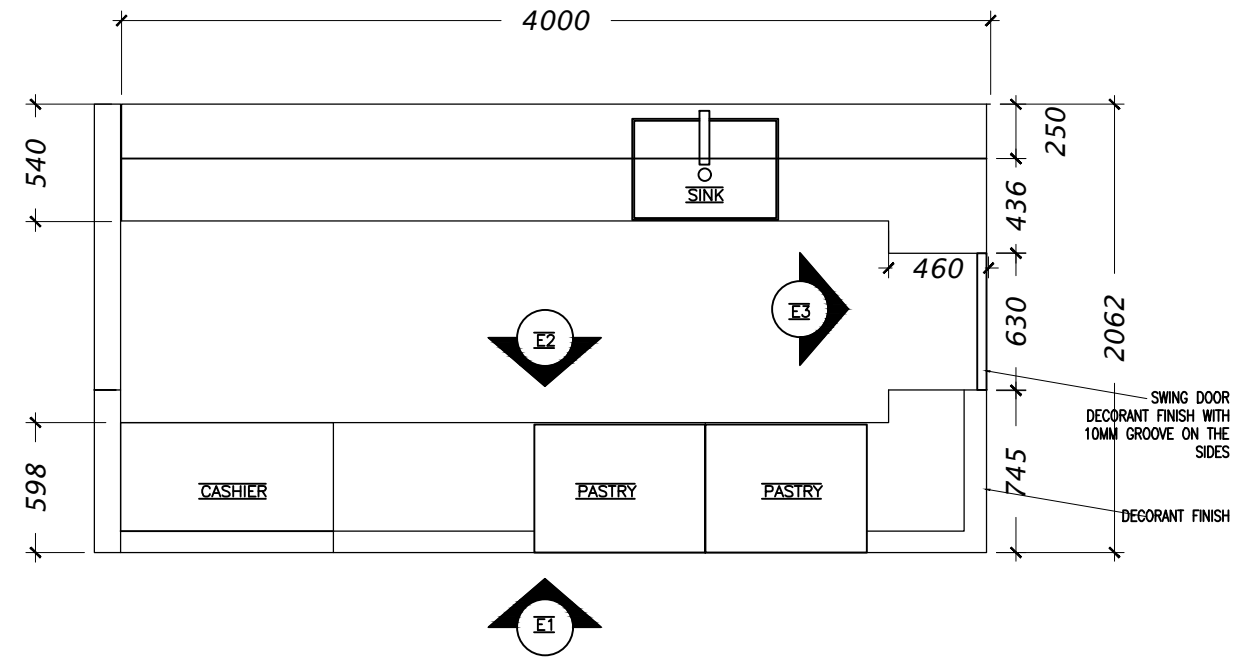 4000
540
250
SINK
436
460
E3
630
2062
E2
SWING DOOR
DECORANT FINISH WITH
10MM GROOVE ON THE
SIDES
598
CASHIER
PASTRY
PASTRY
745
DECORANT FINISH
E1